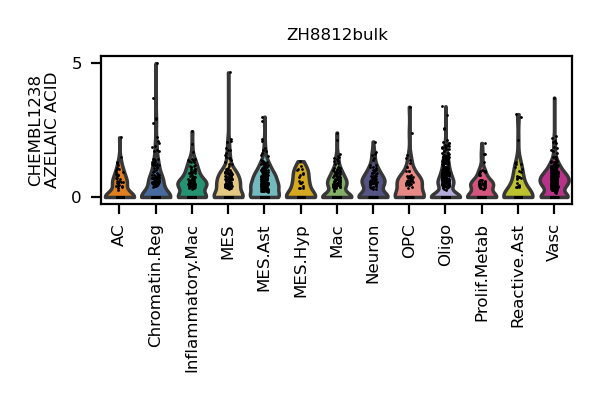 ZH8812bulk
CHEMBL1238
AZELAIC ACID
5
0
AC
Chromatin.Reg
Inflammatory.Mac
MES
MES.Ast
MES.Hyp
Mac
Neuron
OPC
Oligo
Prolif.Metab
Reactive.Ast
Vasc